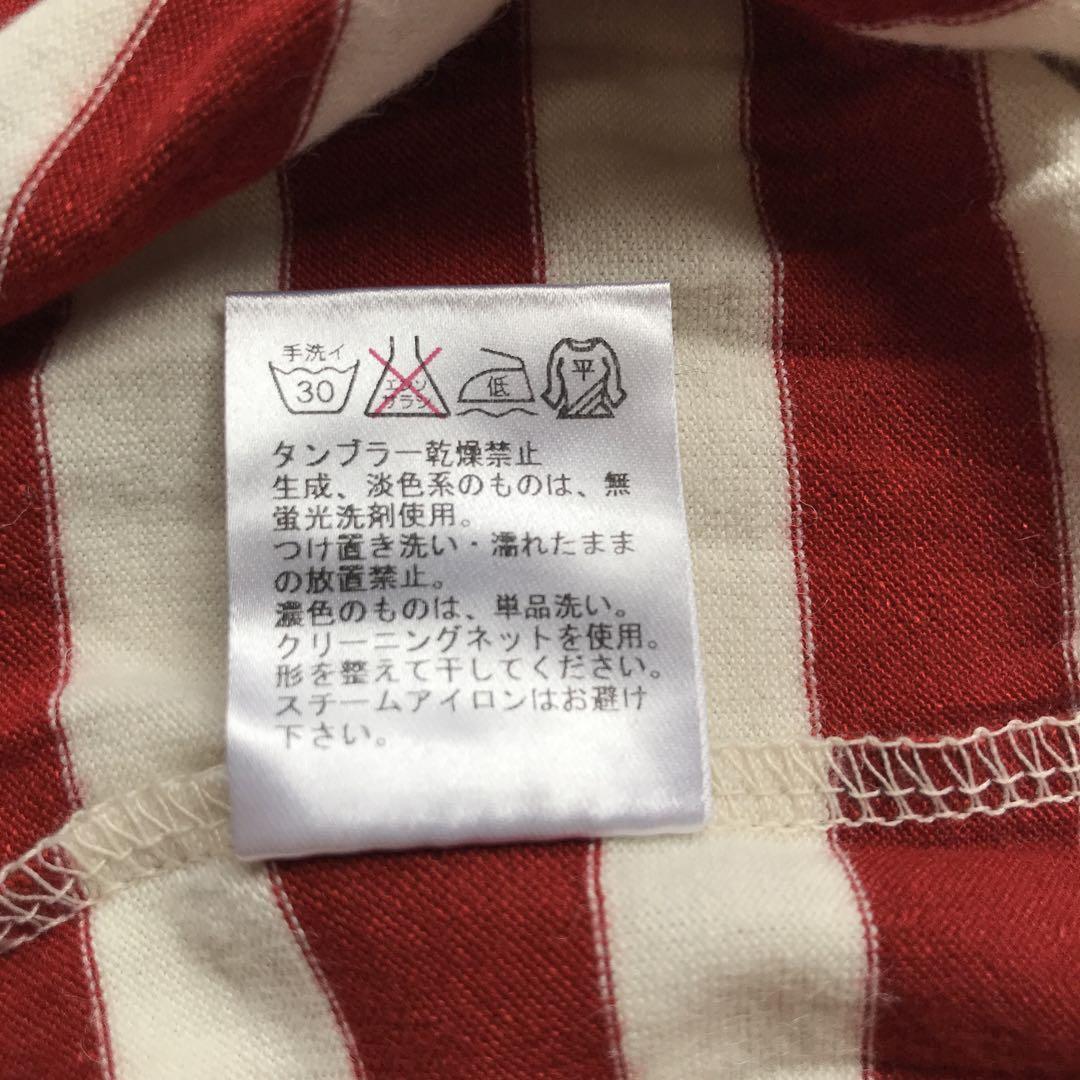 手洗イ
30
エンソ
サラシ
低
平
タンブラー乾燥禁止
生成、淡色系のものは、無
蛍光洗剤使用。
つけ置き洗い・濡れたまま
の放置禁止。
濃色のものは、単品洗い。
クリーニングネットを使用。
形を整えて干してください。
スチームアイロンはお避け
下さい。